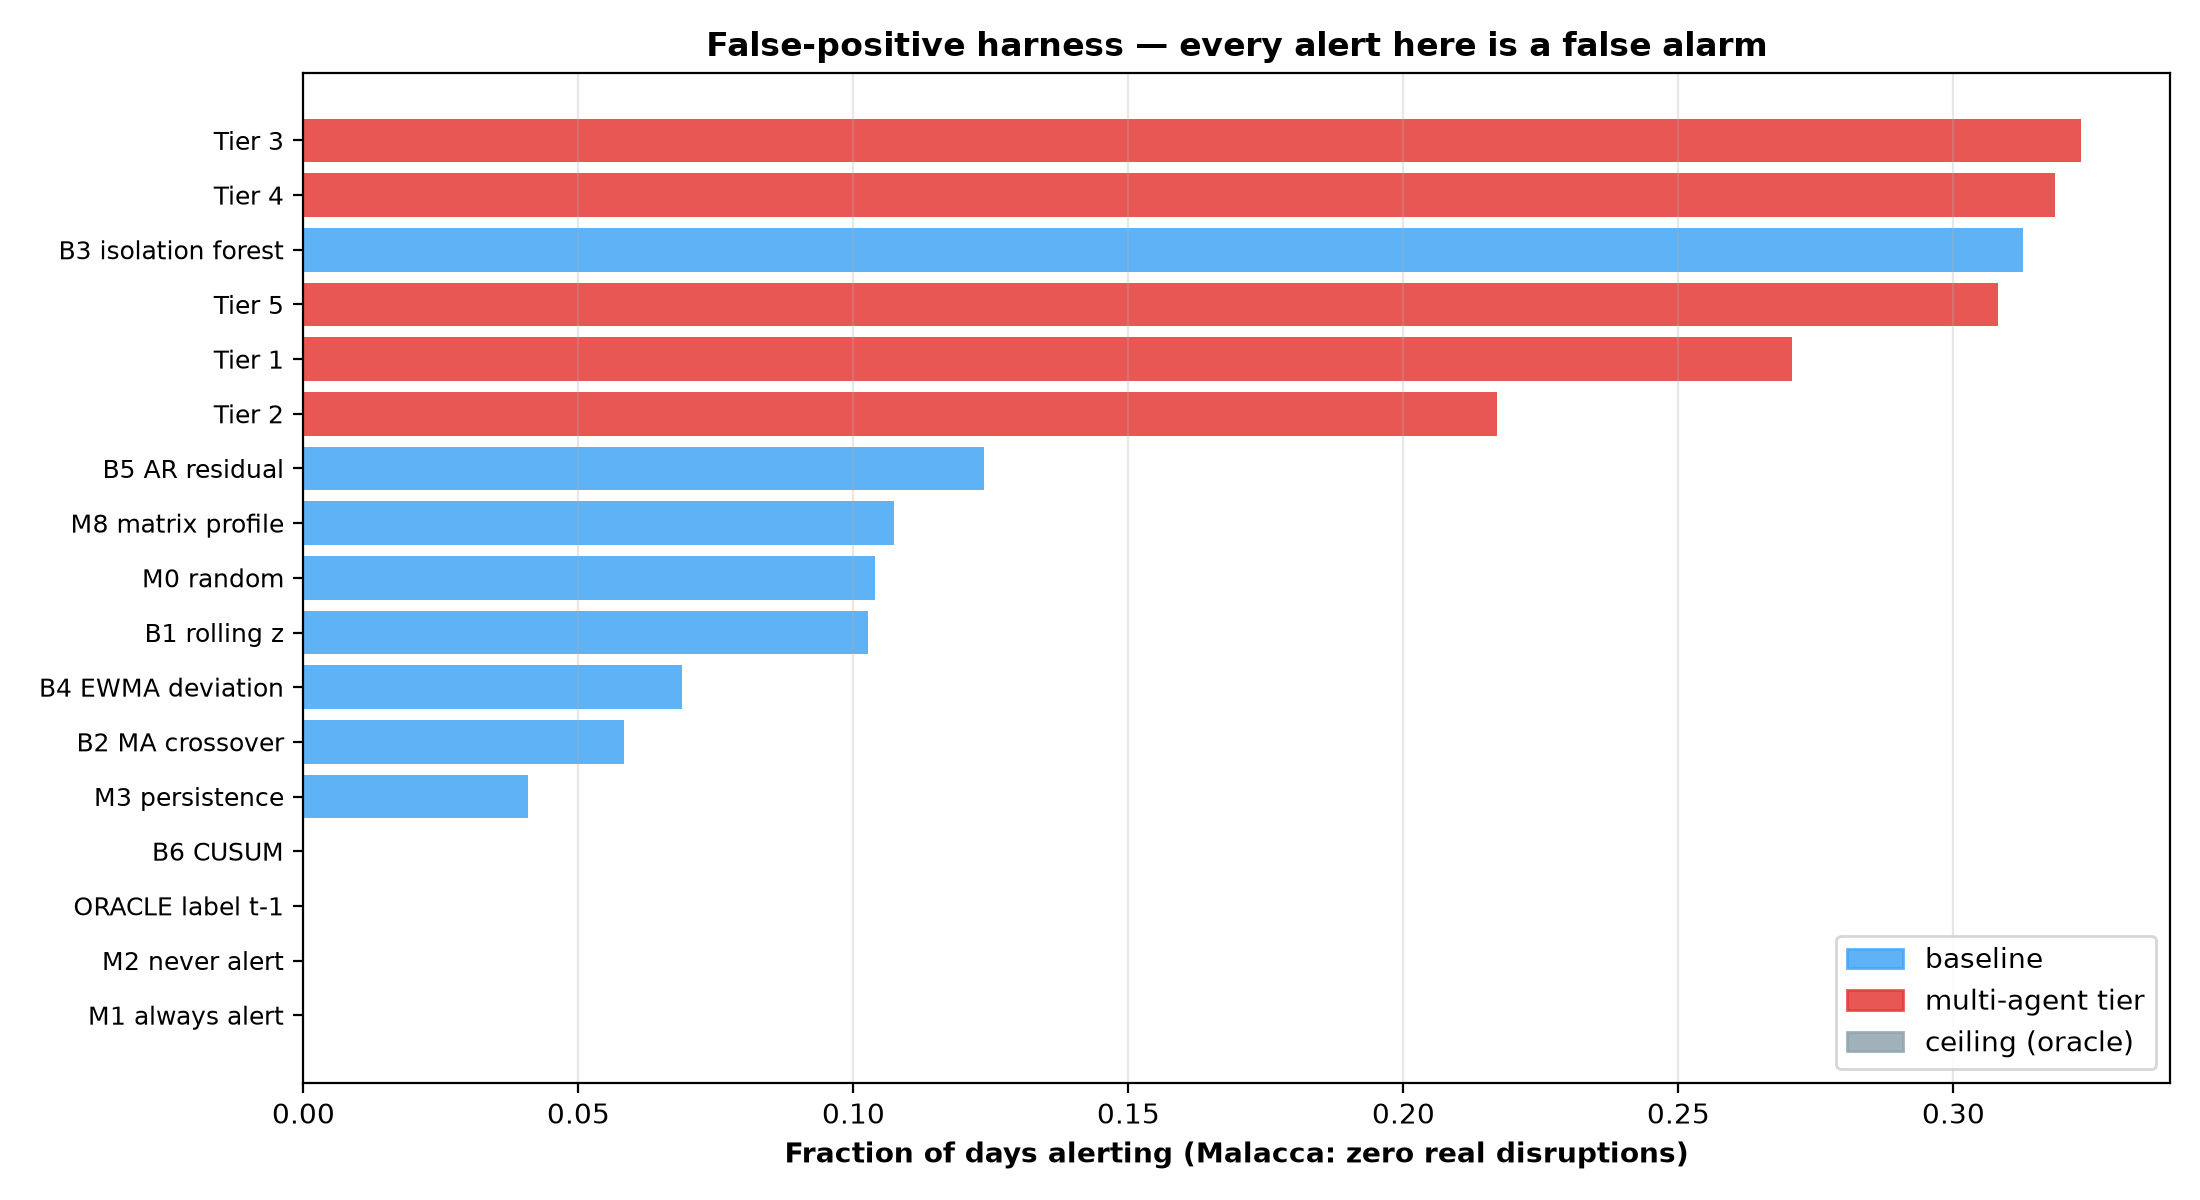 False-positive harness — every alert here is a false alarm
Tier 3
Tier 4
B3 isolation forest
Tier 5
Tier 1
Tier 2
B5 AR residual
M8 matrix profile
M0 random
B1 rolling z
B4 EWMA deviation
B2 MA crossover
M3 persistence
B6 CUSUM
ORACLE label t-1
M2 never alert
M1 always alert
baseline
multi-agent tier
ceiling (oracle)
0.00 0.05 0.10 0.15 0.20 0.25 0.30
Fraction of days alerting (Malacca: zero real disruptions)